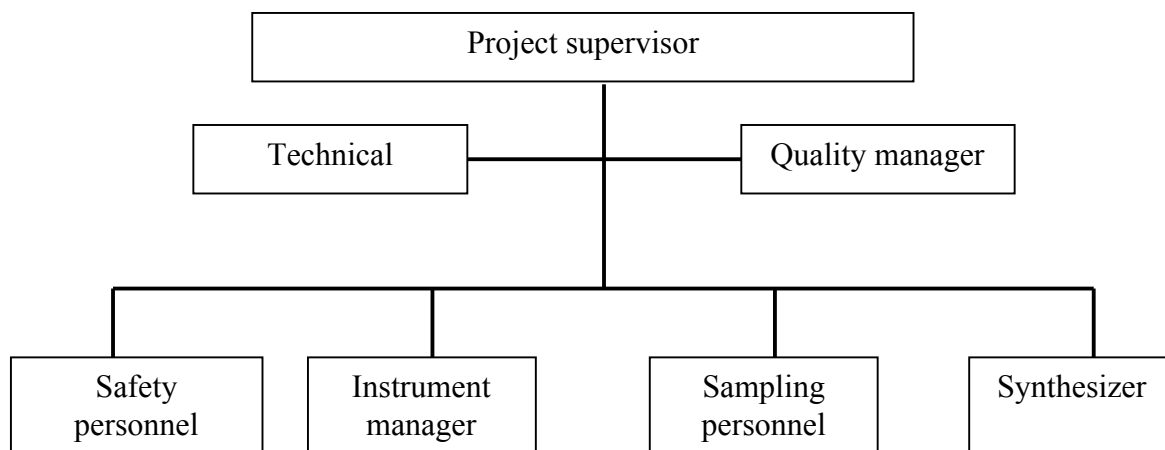 Project supervisor
Technical
Quality manager
Safety
personnel
Instrument
manager
Sampling
personnel
Synthesizer